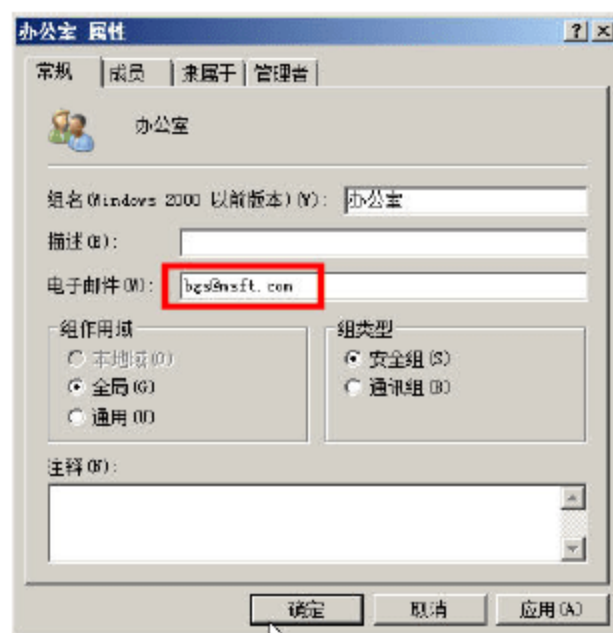 办公室 属性
常规 成员 隶属于 管理者
办公室
组名(Windows 2000 以前版本)(W): 办公室
描述(E):
电子邮件(M): bgs@msft.com
组作用域
本地域(O)
全局(G)
通用(U)
组类型
安全组(S)
通讯组(D)
注释(N):
确定 取消 应用(A)